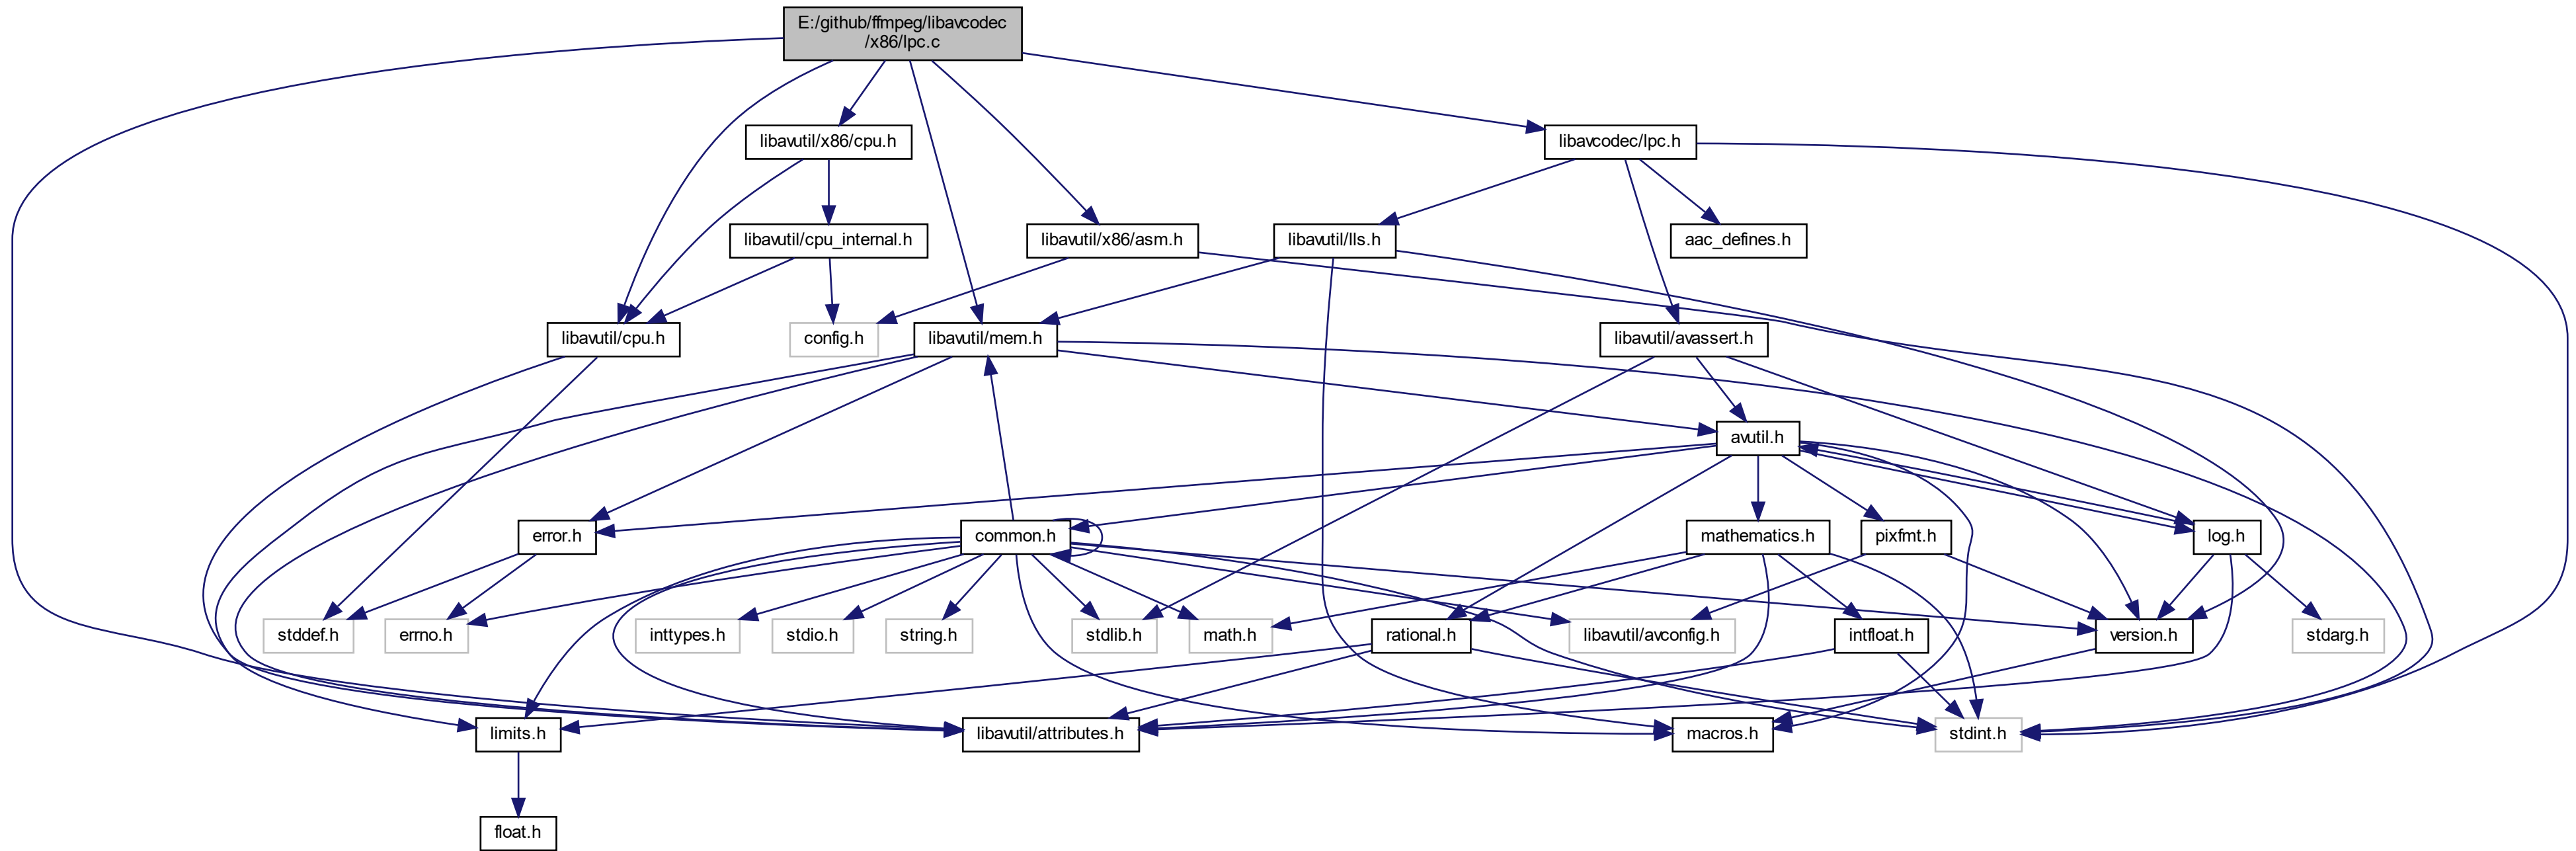 E:/github/ffmpeg/libavcodec
/x86/lpc.c
libavutil/x86/cpu.h
libavcodec/lpc.h
libavutil/cpu_internal.h
libavutil/x86/asm.h
libavutil/lls.h
aac_defines.h
libavutil/cpu.h
config.h
libavutil/mem.h
libavutil/avassert.h
avutil.h
error.h
common.h
mathematics.h
pixfmt.h
log.h
stddef.h
errno.h
inttypes.h
stdio.h
string.h
stdlib.h
math.h
rational.h
libavutil/avconfig.h
intfloat.h
version.h
stdarg.h
limits.h
libavutil/attributes.h
macros.h
stdint.h
float.h